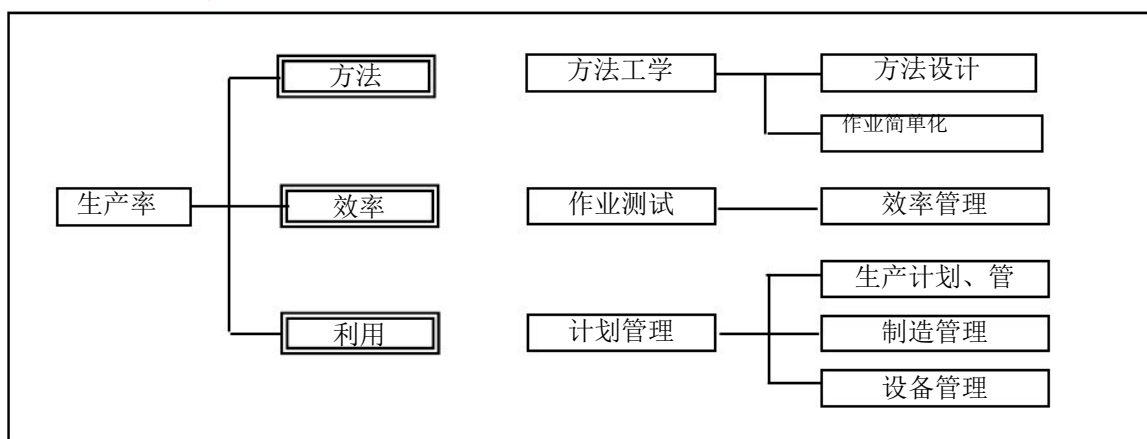 方法
方法工学
方法设计
作业简单化
生产率
效率
作业测试
效率管理
生产计划、管
利用
计划管理
制造管理
设备管理